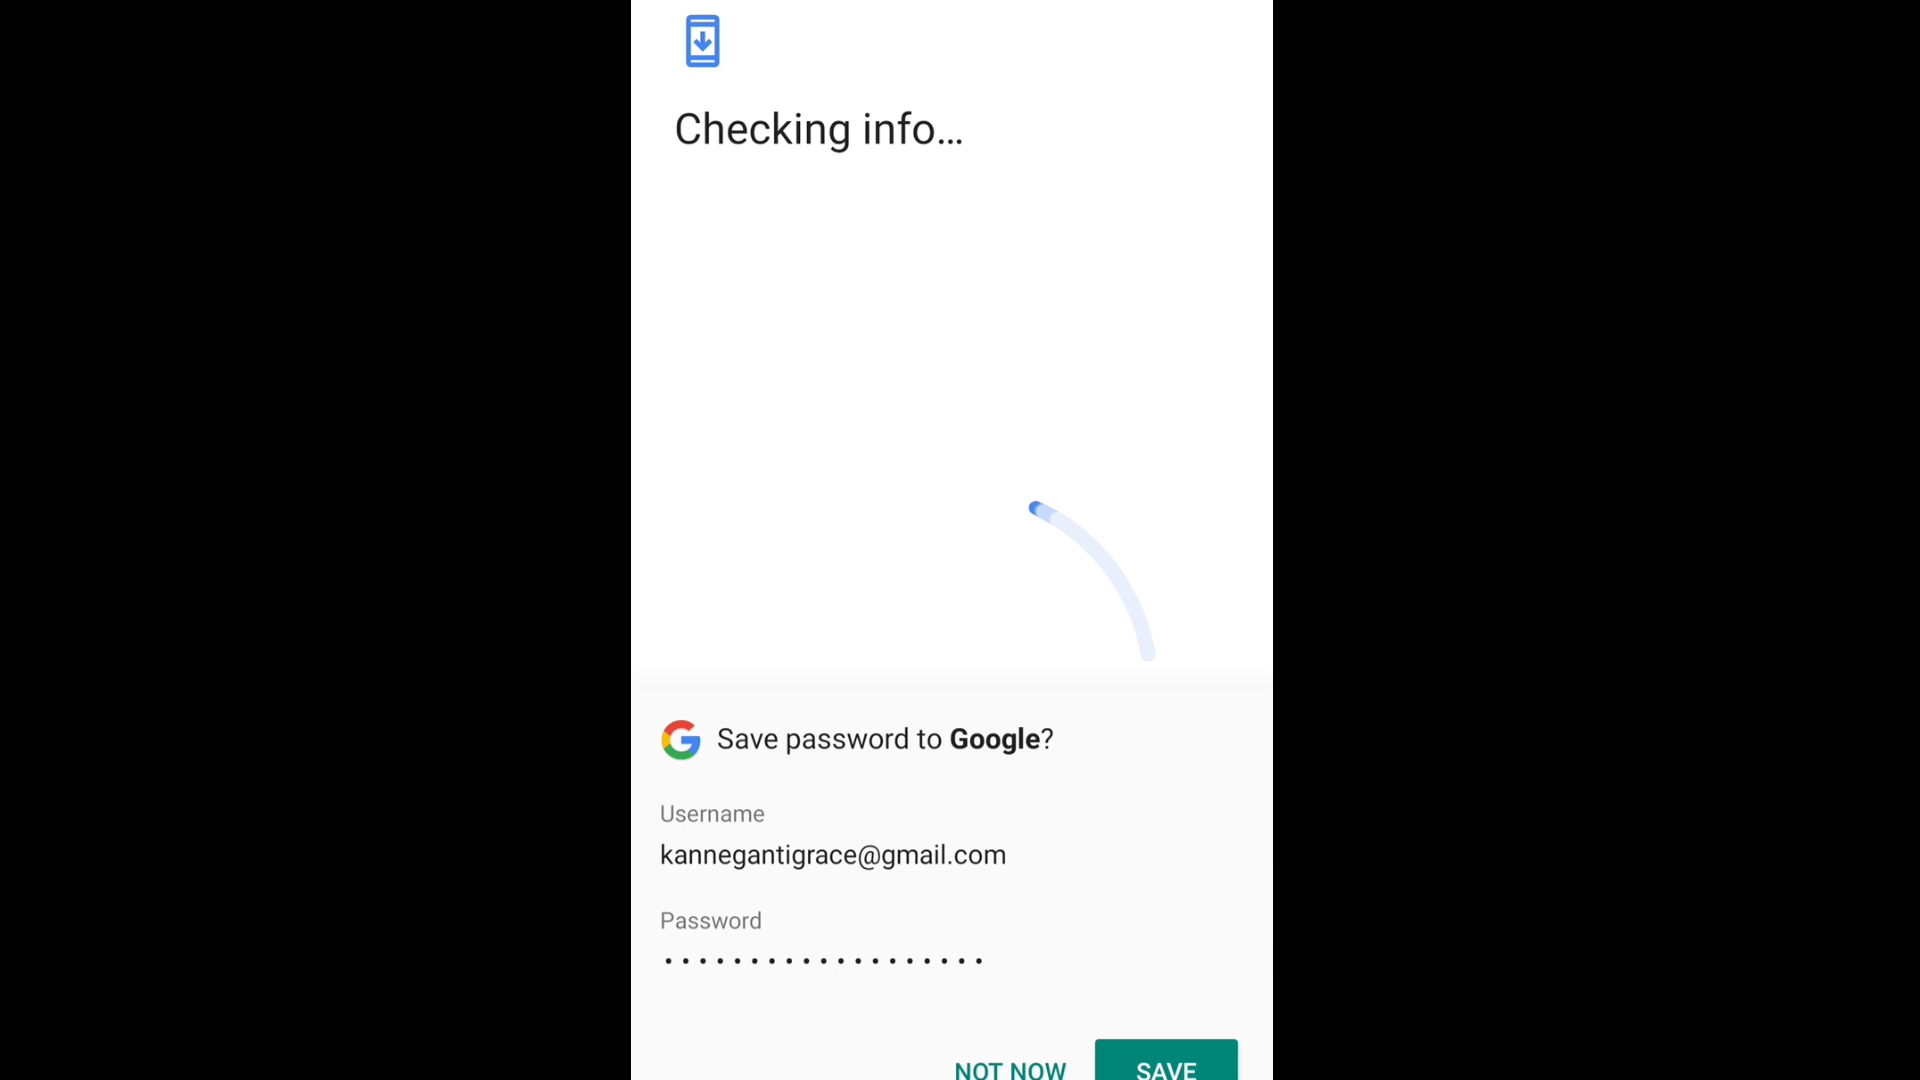 Checking info...
Save password to Google?
Username
kannegantigrace@gmail.com
Password
•••••••••••••••••••
NOT NOW
SAVE